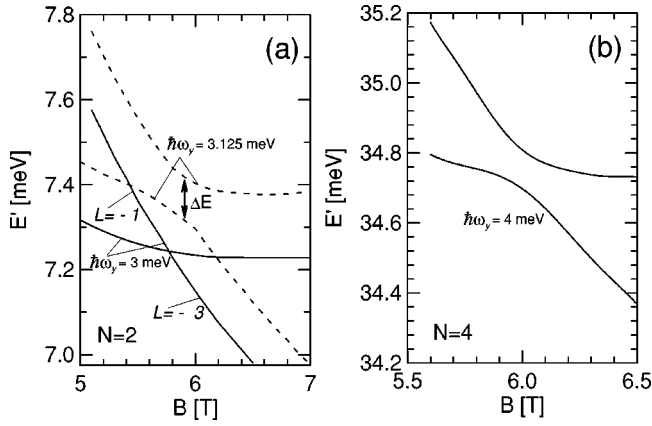 7.8
7.6
7.4
7.2
7.0
E' [meV]
(a)
ħω_y = 3.125 meV
ΔE
L= - 1
ħω_y = 3 meV
L= - 3
N=2
5
6
7
B [T]
35.2
35.0
34.8
34.6
34.4
34.2
E' [meV]
(b)
ħω_y = 4 meV
N=4
5.5
6.0
6.5
B [T]